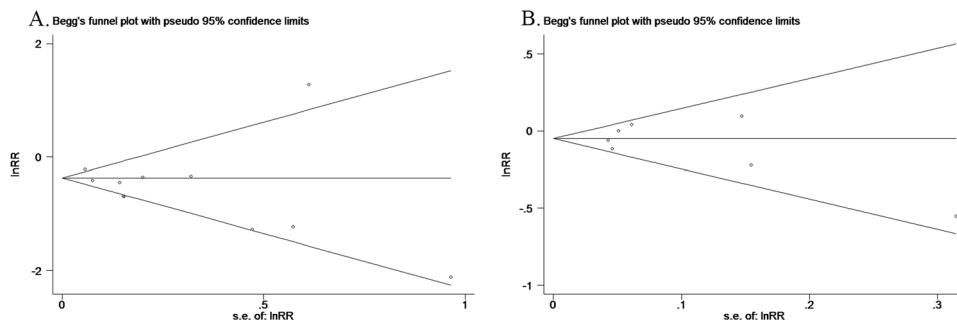 A. Begg's funnel plot with pseudo 95% confidence limits
2
0
-2
lnRR
0
.5
1
s.e. of: lnRR
B. Begg's funnel plot with pseudo 95% confidence limits
.5
0
-.5
-1
lnRR
0
.1
.2
.3
s.e. of: lnRR